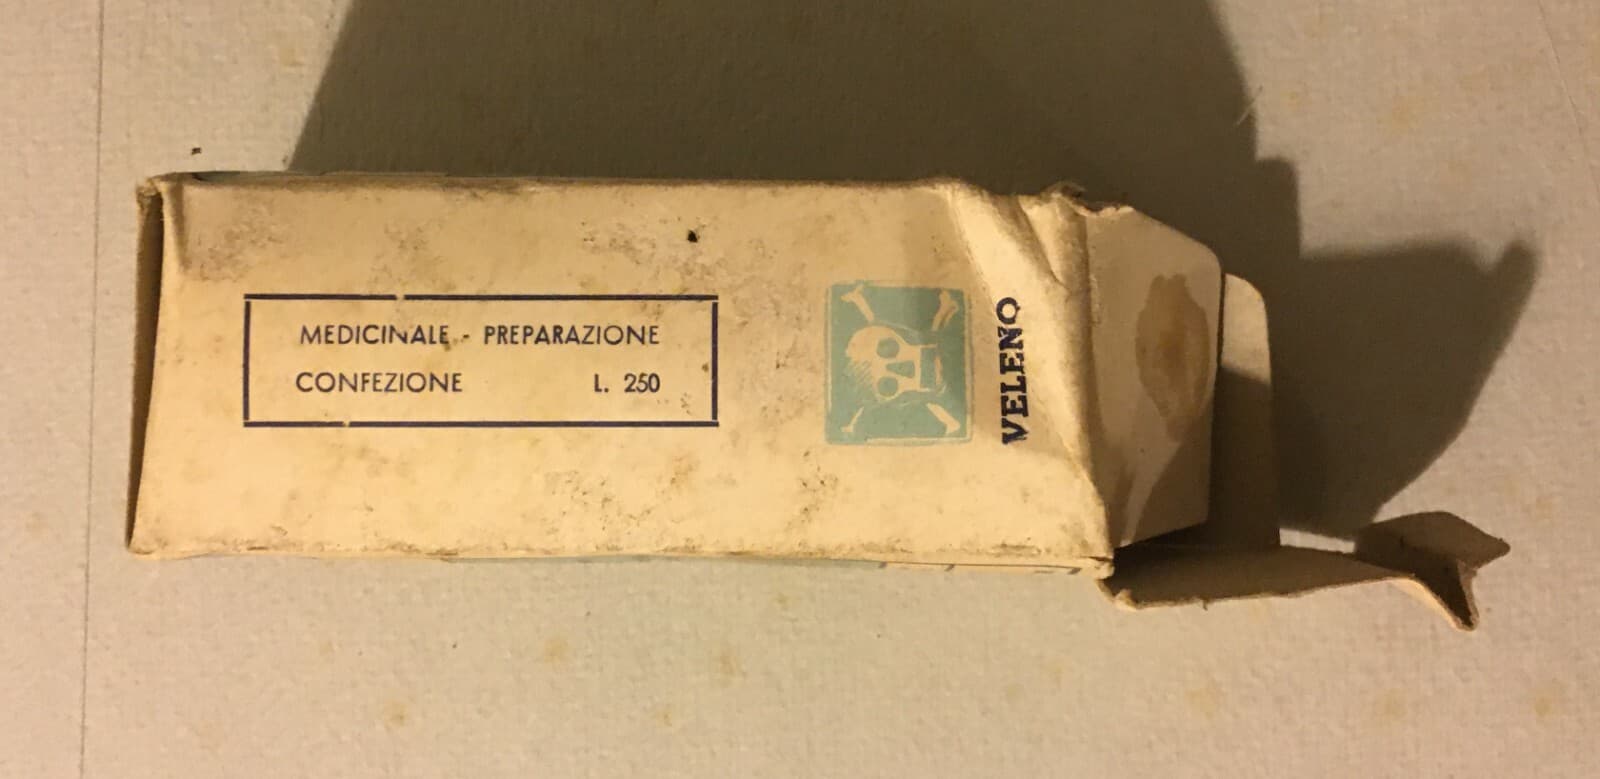 MEDICINALE - PREPARAZIONE
CONFEZIONE L. 250
VELENO